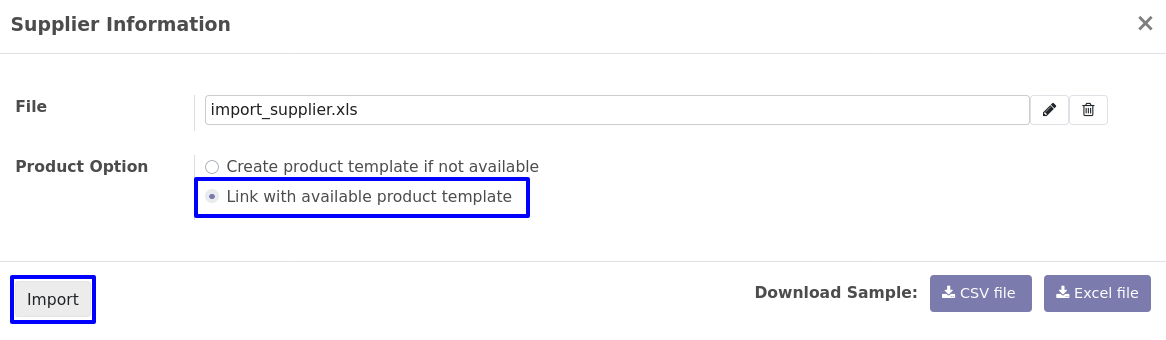 Supplier Information
File
import_supplier.xls
Product Option
Create product template if not available
Link with available product template
Import
Download Sample:
CSV file
Excel file